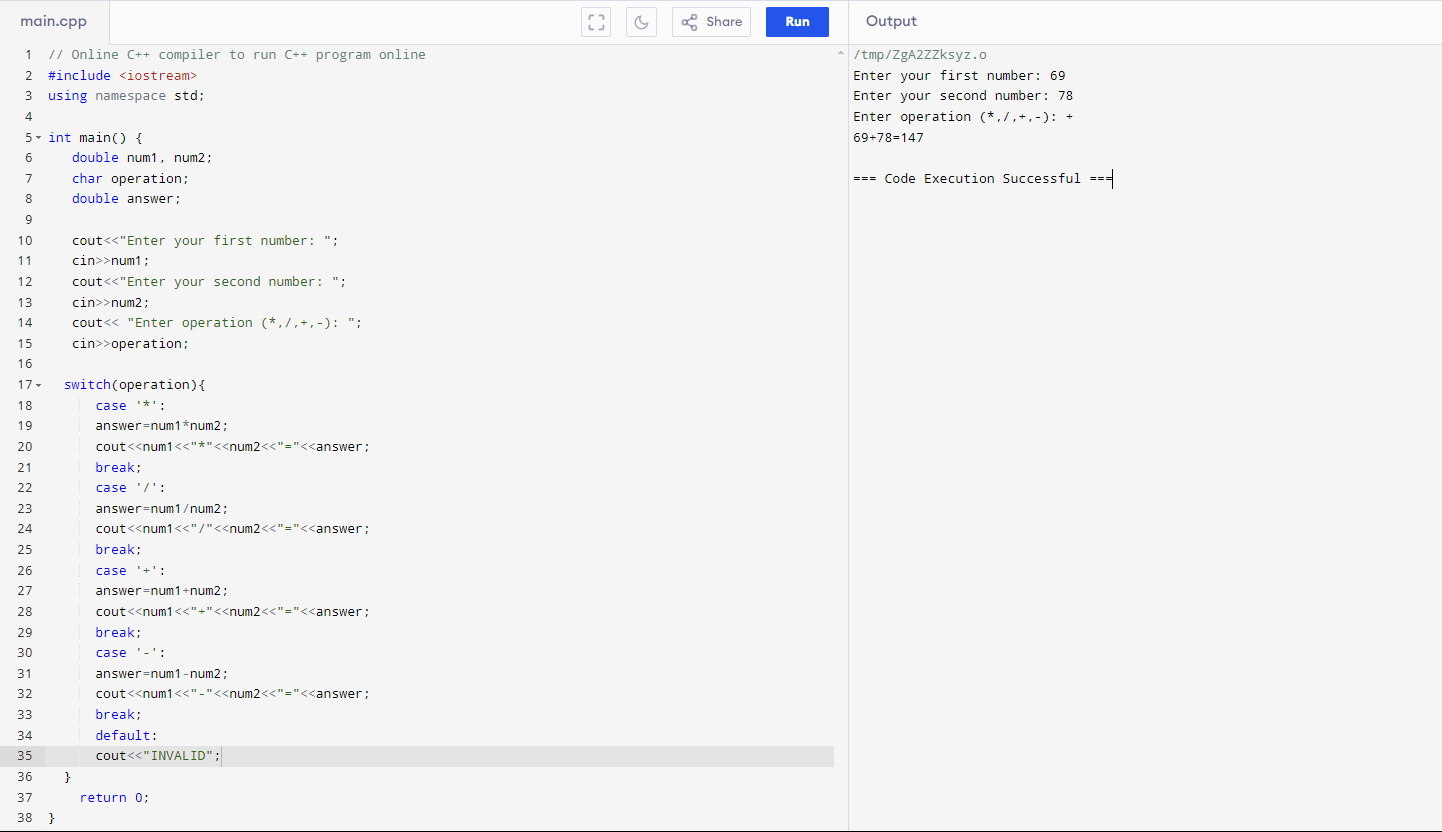 main.cpp
Share
Run
Output
1 // Online C++ compiler to run C++ program online
2 #include <iostream>
3 using namespace std;
4
5 int main() {
6    double num1, num2;
7    char operation;
8    double answer;
9
10    cout<<"Enter your first number: ";
11    cin>>num1;
12    cout<<"Enter your second number: ";
13    cin>>num2;
14    cout<< "Enter operation (*,/,+,-): ";
15    cin>>operation;
16
17   switch(operation){
18       case '*':
19       answer=num1*num2;
20       cout<<num1<<"*"<<num2<<"="<<answer;
21       break;
22       case '/':
23       answer=num1/num2;
24       cout<<num1<<"/"<<num2<<"="<<answer;
25       break;
26       case '+':
27       answer=num1+num2;
28       cout<<num1<<"+"<<num2<<"="<<answer;
29       break;
30       case '-':
31       answer=num1-num2;
32       cout<<num1<<"-"<<num2<<"="<<answer;
33       break;
34       default:
35       cout<<"INVALID";
36   }
37     return 0;
38 }
/tmp/ZgA2ZZksyz.o
Enter your first number: 69
Enter your second number: 78
Enter operation (*,/,+,-): +
69+78=147
=== Code Execution Successful ===